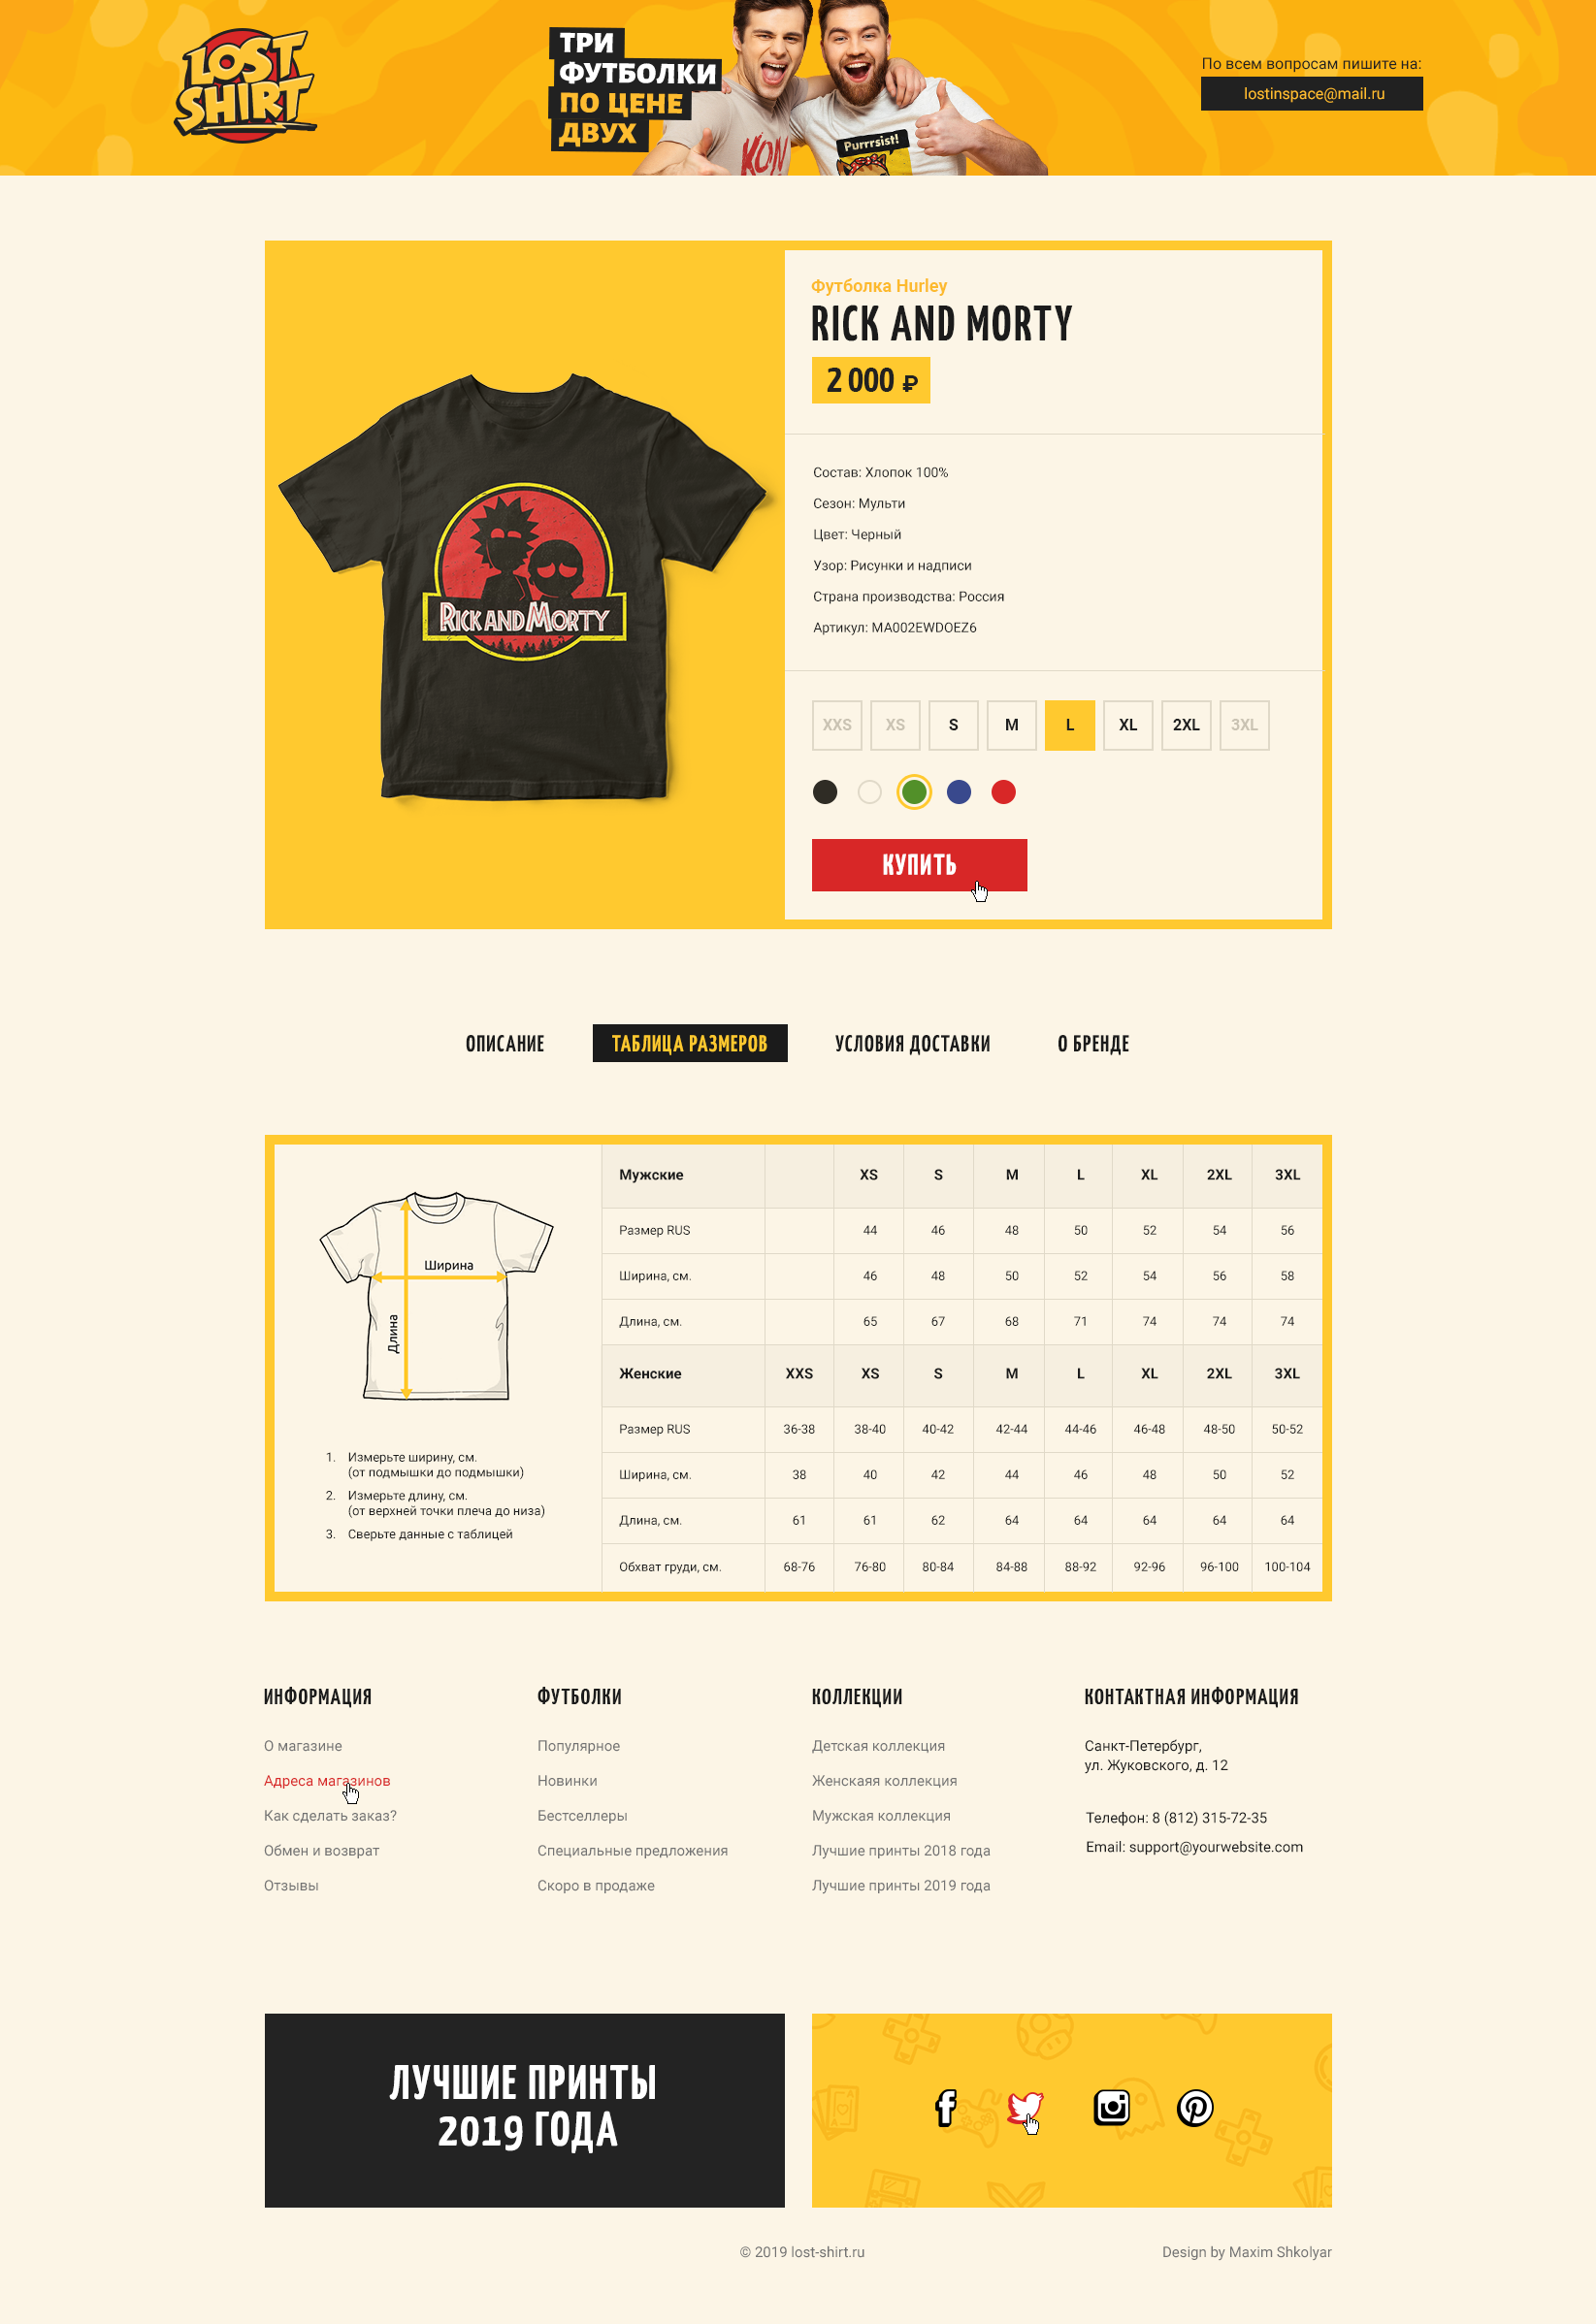 LOST
SHIRT
ТРИ
ФУТБОЛКИ
ПО ЦЕНЕ
ДВУХ
KON
Purrrsist!
По всем вопросам пишите на:
lostinspace@mail.ru
Футболка Hurley
RICK AND MORTY
2 000 ₽
RICK AND MORTY
Состав: Хлопок 100%
Сезон: Мульти
Цвет: Черный
Узор: Рисунки и надписи
Страна производства: Россия
Артикул: MA002EWDOEZ6
XXS XS S M L XL 2XL 3XL
КУПИТЬ
ОПИСАНИЕ ТАБЛИЦА РАЗМЕРОВ УСЛОВИЯ ДОСТАВКИ О БРЕНДЕ
Ширина
Длина
1. Измерьте ширину, см.
(от подмышки до подмышки)
2. Измерьте длину, см.
(от верхней точки плеча до низа)
3. Сверьте данные с таблицей
Мужские XS S M L XL 2XL 3XL
Размер RUS 44 46 48 50 52 54 56
Ширина, см. 46 48 50 52 54 56 58
Длина, см. 65 67 68 71 74 74 74
Женские XXS XS S M L XL 2XL 3XL
Размер RUS 36-38 38-40 40-42 42-44 44-46 46-48 48-50 50-52
Ширина, см. 38 40 42 44 46 48 50 52
Длина, см. 61 61 62 64 64 64 64 64
Обхват груди, см. 68-76 76-80 80-84 84-88 88-92 92-96 96-100 100-104
ИНФОРМАЦИЯ
О магазине
Адреса магазинов
Как сделать заказ?
Обмен и возврат
Отзывы
ФУТБОЛКИ
Популярное
Новинки
Бестселлеры
Специальные предложения
Скоро в продаже
КОЛЛЕКЦИИ
Детская коллекция
Женскаяя коллекция
Мужская коллекция
Лучшие принты 2018 года
Лучшие принты 2019 года
КОНТАКТНАЯ ИНФОРМАЦИЯ
Санкт-Петербург,
ул. Жуковского, д. 12
Телефон: 8 (812) 315-72-35
Email: support@yourwebsite.com
ЛУЧШИЕ ПРИНТЫ
2019 ГОДА
© 2019 lost-shirt.ru
Design by Maxim Shkolyar